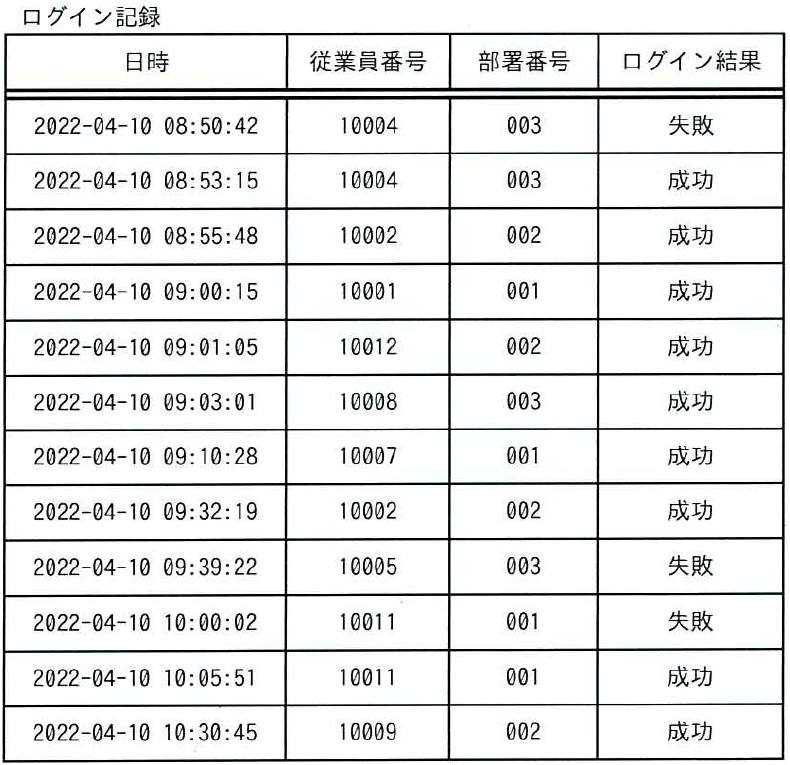 ログイン記録
日時 従業員番号 部署番号 ログイン結果
2022-04-10 08:50:42 10004 003 失敗
2022-04-10 08:53:15 10004 003 成功
2022-04-10 08:55:48 10002 002 成功
2022-04-10 09:00:15 10001 001 成功
2022-04-10 09:01:05 10012 002 成功
2022-04-10 09:03:01 10008 003 成功
2022-04-10 09:10:28 10007 001 成功
2022-04-10 09:32:19 10002 002 成功
2022-04-10 09:39:22 10005 003 失敗
2022-04-10 10:00:02 10011 001 失敗
2022-04-10 10:05:51 10011 001 成功
2022-04-10 10:30:45 10009 002 成功